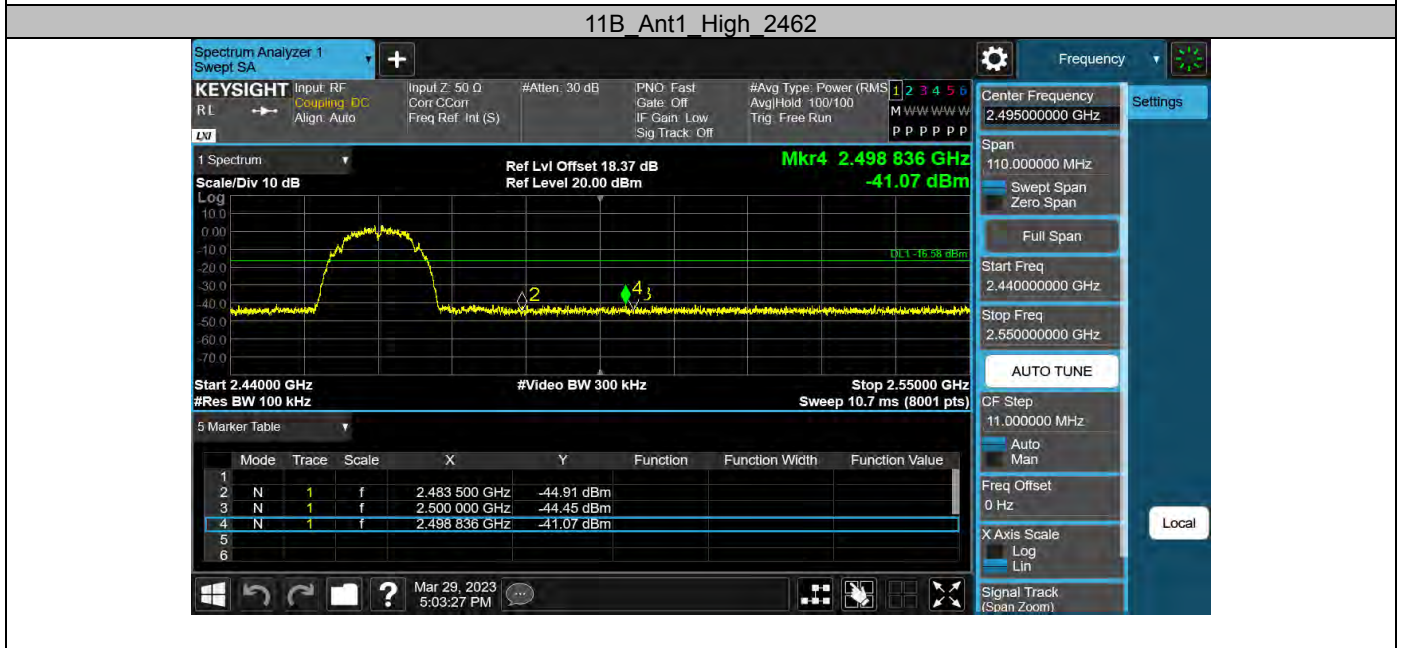 11B_Ant1_High_2462
Spectrum Analyzer 1
Swept SA
Frequency
KEYSIGHT
RL
LXI
Input: RF
Coupling: DC
Align: Auto
Input Z: 50 Ω
Corr CCorr
Freq Ref: Int (S)
#Atten: 30 dB
PNO: Fast
Gate: Off
IF Gain: Low
Sig Track: Off
#Avg Type: Power (RMS
Avg|Hold: 100/100
Trig: Free Run
1 2 3 4 5 6
M W W W W W
P P P P P P
1 Spectrum
Scale/Div 10 dB
Log
Ref Lvl Offset 18.37 dB
Ref Level 20.00 dBm
Mkr4 2.498 836 GHz
-41.07 dBm
10.0
0.00
-10.0
-20.0
-30.0
-40.0
-50.0
-60.0
-70.0
DL1 -16.58 dBm
2
4
3
Start 2.44000 GHz
#Res BW 100 kHz
#Video BW 300 kHz
Stop 2.55000 GHz
Sweep 10.7 ms (8001 pts)
5 Marker Table
Mode Trace Scale X Y Function Function Width Function Value
1
2 N 1 f 2.483 500 GHz -44.91 dBm
3 N 1 f 2.500 000 GHz -44.45 dBm
4 N 1 f 2.498 836 GHz -41.07 dBm
5
6
?
Mar 29, 2023
5:03:27 PM
Center Frequency
2.495000000 GHz
Span
110.000000 MHz
Swept Span
Zero Span
Full Span
Start Freq
2.440000000 GHz
Stop Freq
2.550000000 GHz
AUTO TUNE
CF Step
11.000000 MHz
Auto
Man
Freq Offset
0 Hz
X Axis Scale
Log
Lin
Signal Track
(Span Zoom)
Settings
Local